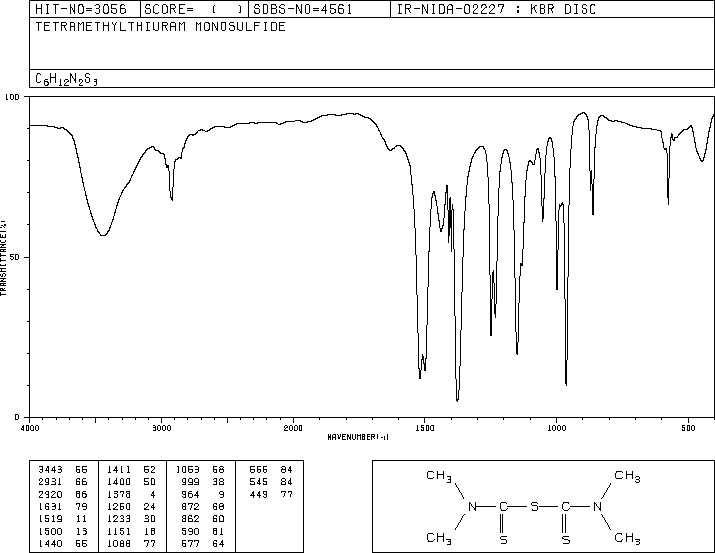 HIT-NO=3056 SCORE= ( ) SDBS-NO=4561 IR-NIDA-02227 : KBR DISC
TETRAMETHYLTHIURAM MONOSULFIDE
C6H12N2S3
100
TRANSMITTANCE(%)
50
0
4000 3000 2000 1500 1000 500
WAVENUMBER(-1)
3443 55 1411 52 1053 58 566 84
2931 66 1400 50 999 38 545 84
2920 66 1378 4 964 9 449 77
1631 79 1250 24 872 68
1519 11 1233 30 862 60
1500 13 1151 18 590 81
1440 55 1088 77 577 64
CH3 CH3
N C S C N
CH3 S S CH3